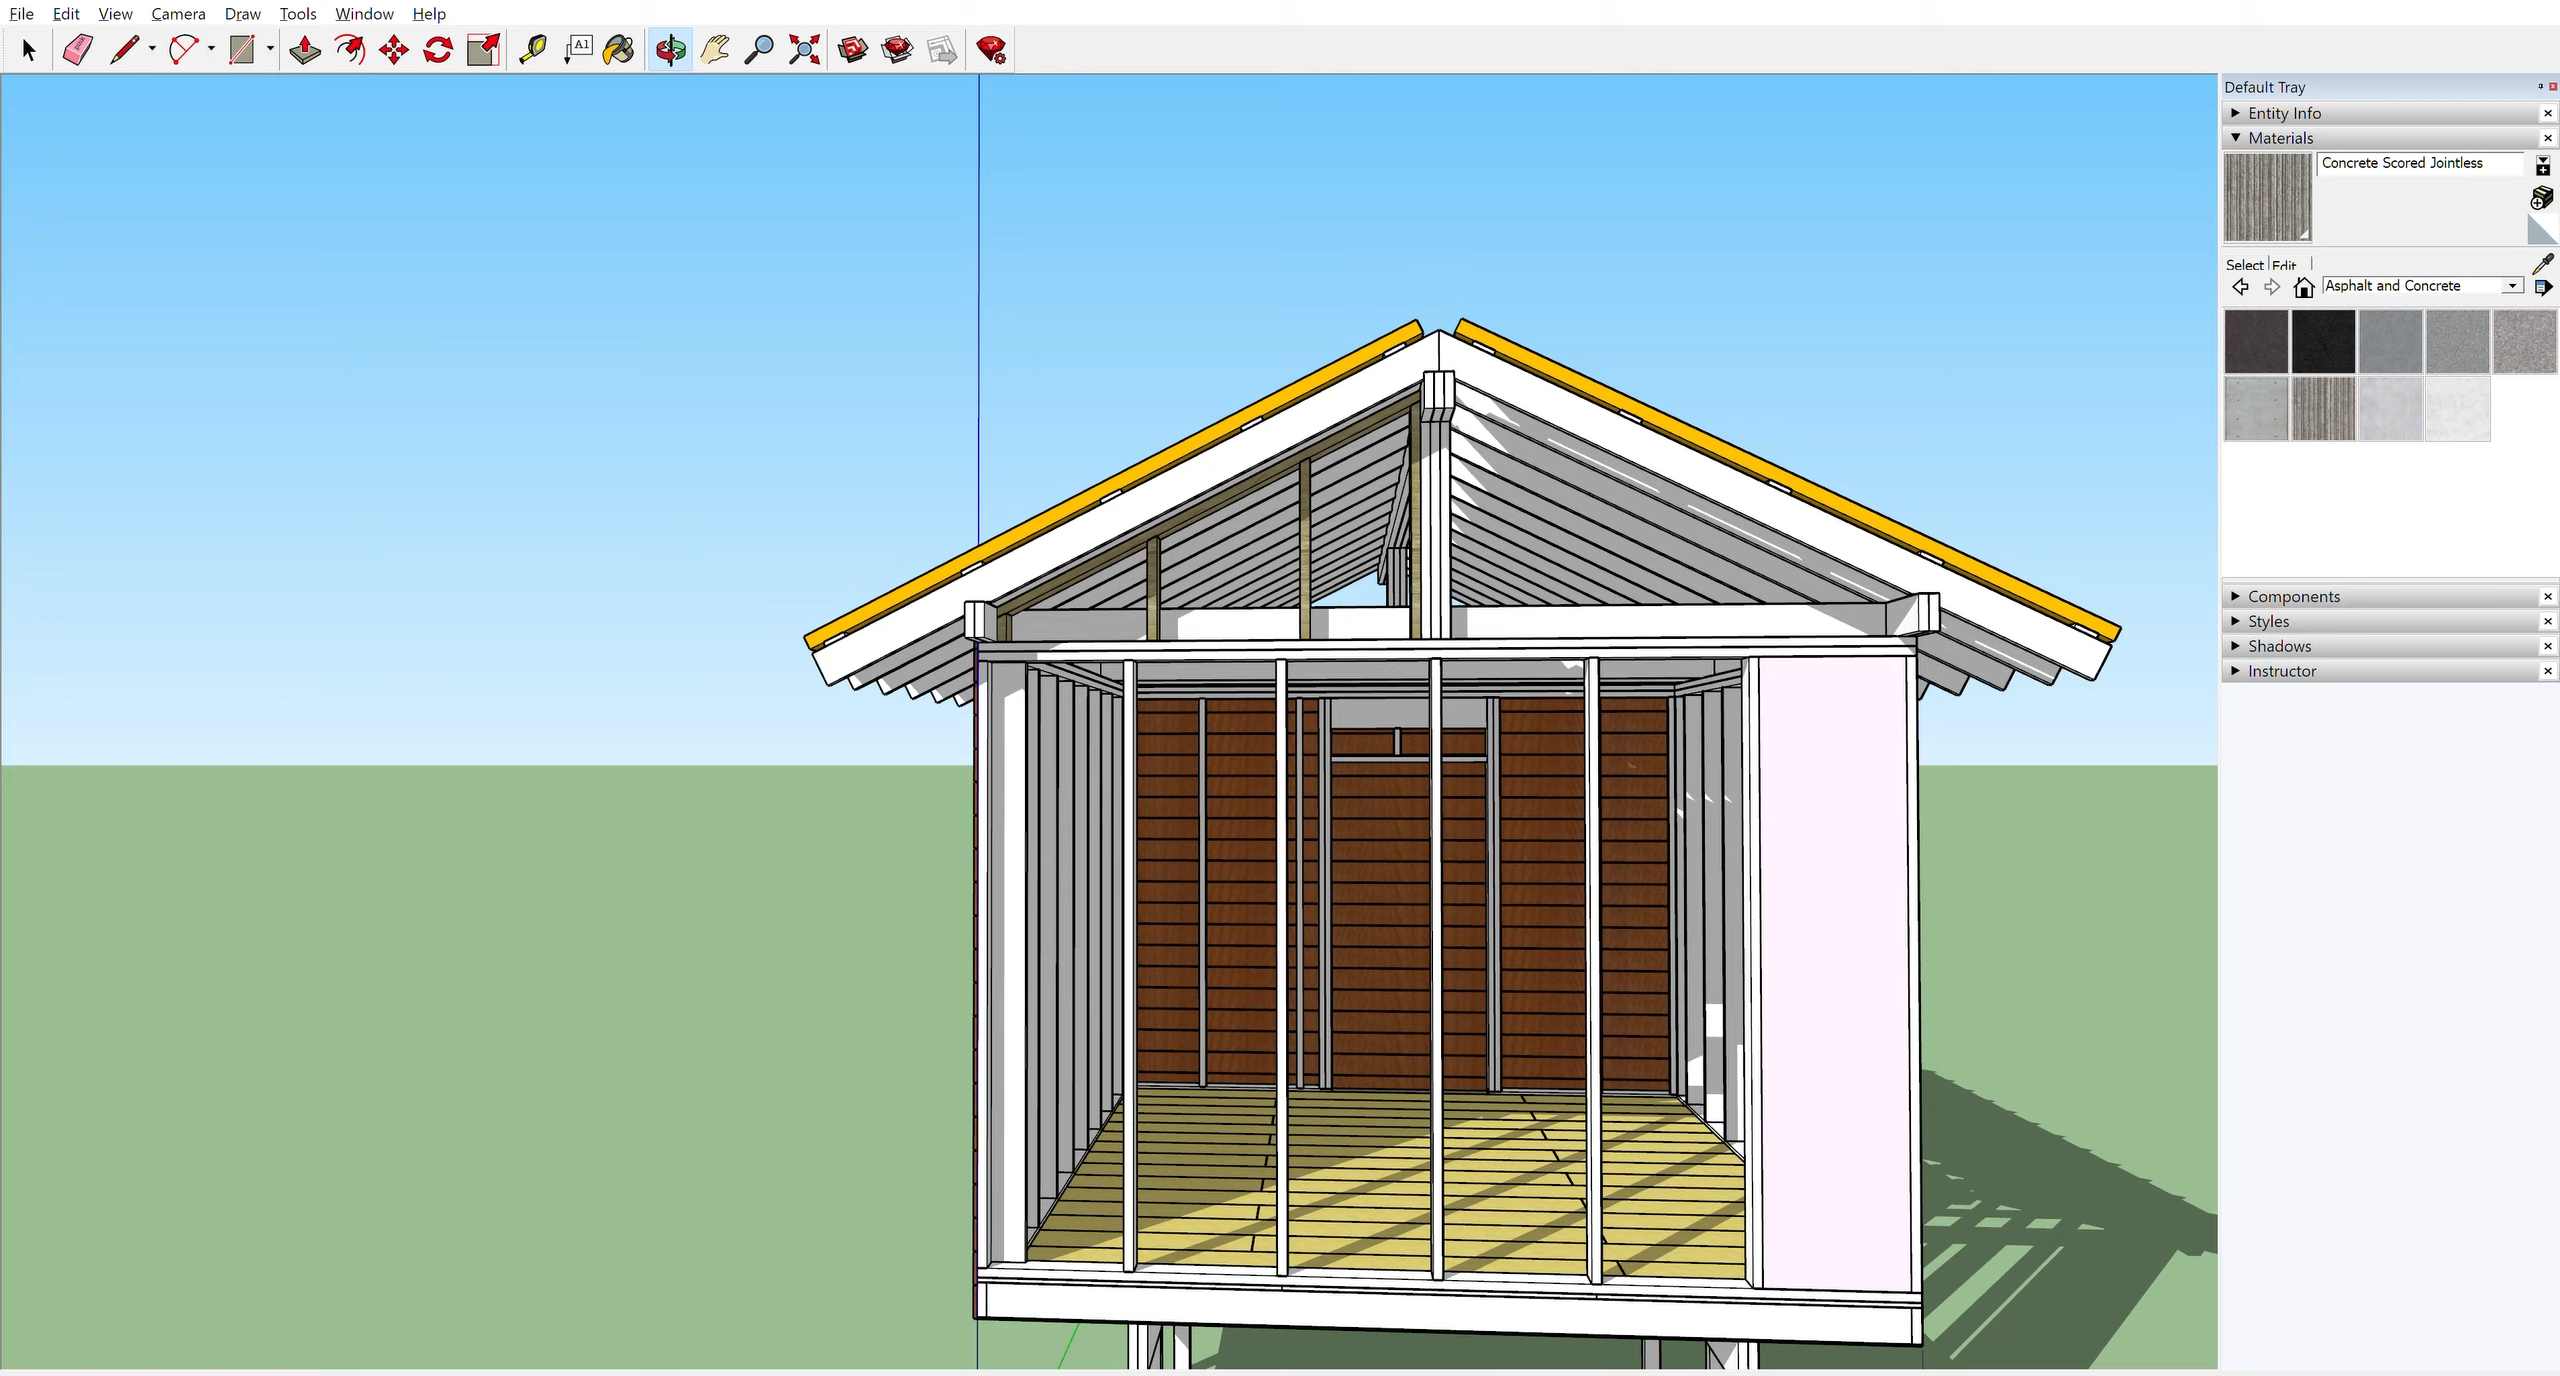 File Edit View Camera Draw Tools Window Help
A1
Default Tray
Entity Info
Materials
Concrete Scored Jointless
Select Edit
Asphalt and Concrete
Components
Styles
Shadows
Instructor